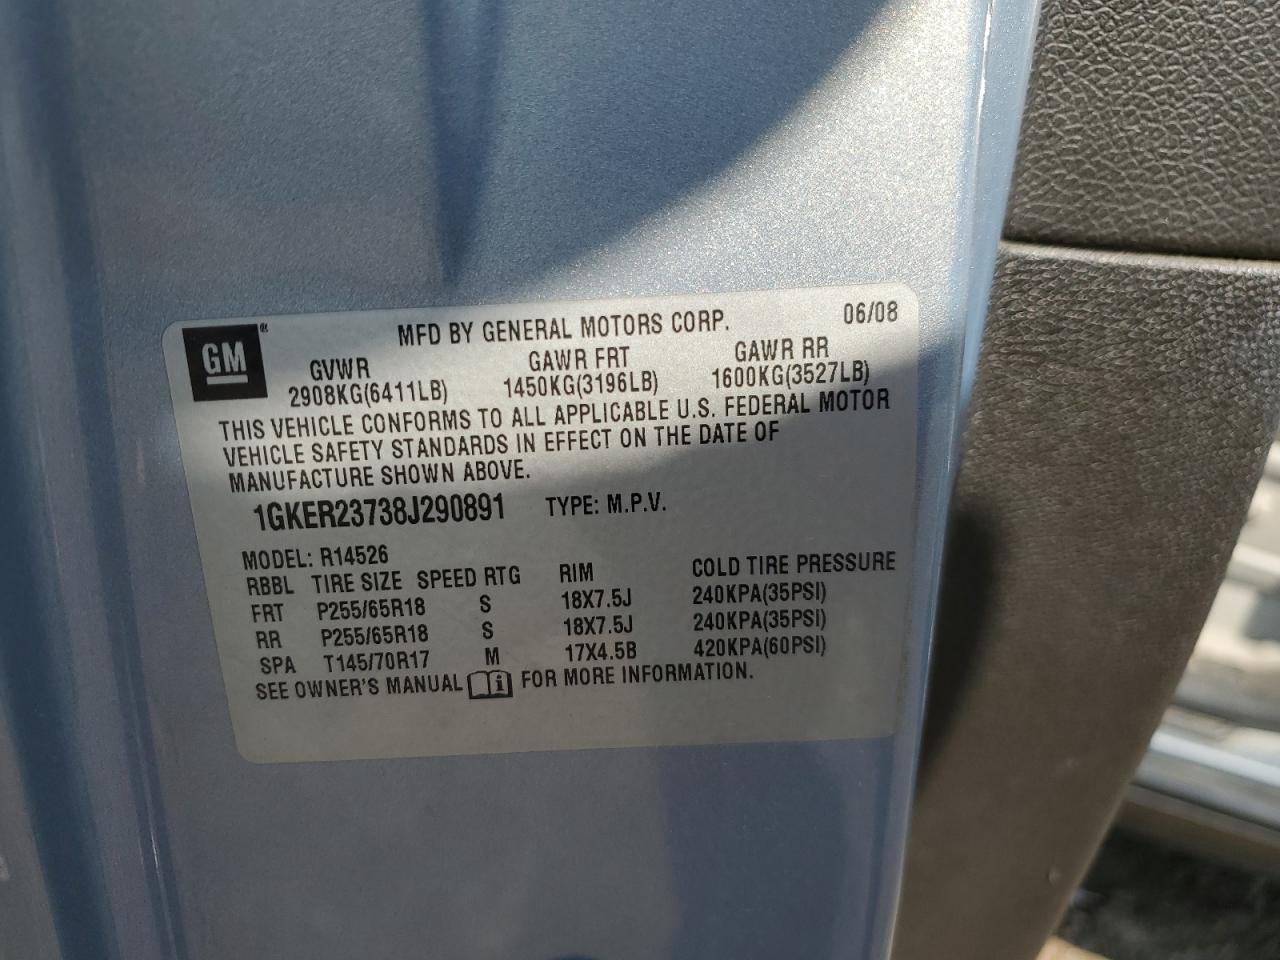 GM ® MFD BY GENERAL MOTORS CORP. 06/08
GVWR GAWR FRT GAWR RR
2908KG(6411LB) 1450KG(3196LB) 1600KG(3527LB)
THIS VEHICLE CONFORMS TO ALL APPLICABLE U.S. FEDERAL MOTOR
VEHICLE SAFETY STANDARDS IN EFFECT ON THE DATE OF
MANUFACTURE SHOWN ABOVE.
1GKER23738J290891 TYPE: M.P.V.
MODEL: R14526
RBBL TIRE SIZE SPEED RTG RIM COLD TIRE PRESSURE
FRT P255/65R18 S 18X7.5J 240KPA(35PSI)
RR P255/65R18 S 18X7.5J 240KPA(35PSI)
SPA T145/70R17 M 17X4.5B 420KPA(60PSI)
SEE OWNER'S MANUAL i FOR MORE INFORMATION.